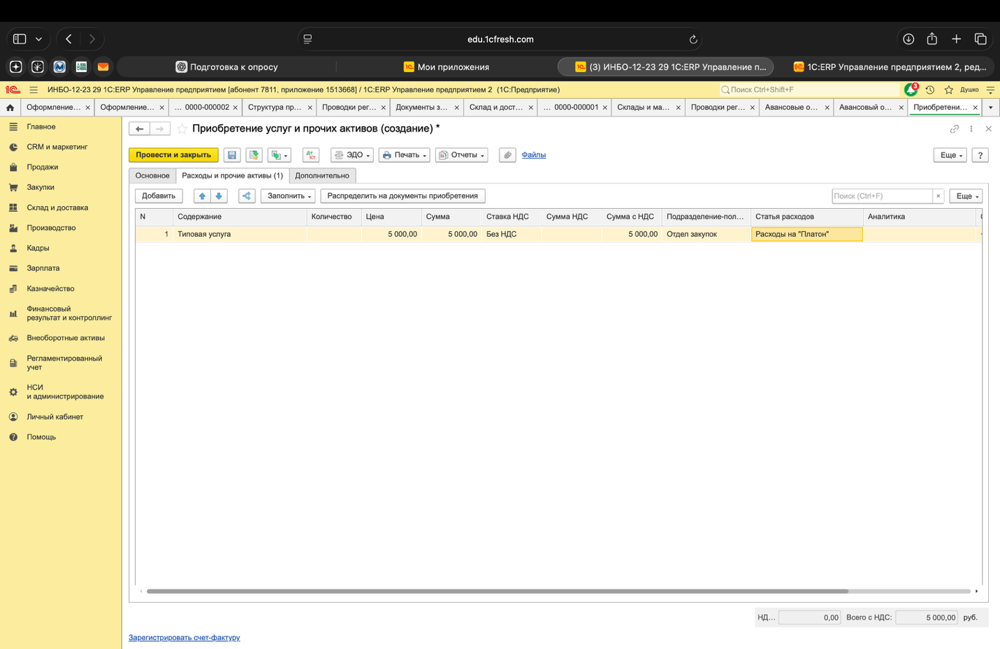 edu.1cfresh.com
Подготовка к опросу
Мои приложения
(3) ИНБО-12-23 29 1С:ERP Управление п...
1С:ERP Управление предприятием 2, ред...
ИНБО-12-23 29 1С:ERP Управление предприятием [абонент 7811, приложение 1513668] / 1С:ERP Управление предприятием 2 (1С:Предприятие)
Поиск Ctrl+Shift+F
3
Душко
Оформление... ×
Оформление... ×
... 0000-000002 ×
Структура пр... ×
Проводки рег... ×
Документы з... ×
Склад и дост... ×
... 0000-000001 ×
Склады и ма... ×
Проводки рег... ×
Авансовые о... ×
Авансовый о... ×
Приобретени... ×
Главное
CRM и маркетинг
Продажи
Закупки
Склад и доставка
Производство
Кадры
Зарплата
Казначейство
Финансовый
результат и контроллинг
Внеоборотные активы
Регламентированный
учет
НСИ
и администрирование
Личный кабинет
Помощь
Приобретение услуг и прочих активов (создание) *
Провести и закрыть
Дт
Кт
ЭДО
Печать
Отчеты
Файлы
Еще
?
Основное
Расходы и прочие активы (1)
Дополнительно
Добавить
Заполнить
Распределить на документы приобретения
Поиск (Ctrl+F)
×
Еще
N Содержание Количество Цена Сумма Ставка НДС Сумма НДС Сумма с НДС Подразделение-пол... Статья расходов Аналитика
1 Типовая услуга 5 000,00 5 000,00 Без НДС 5 000,00 Отдел закупок Расходы на "Платон"
НД... 0,00 Всего с НДС: 5 000,00 руб.
Зарегистрировать счет-фактуру